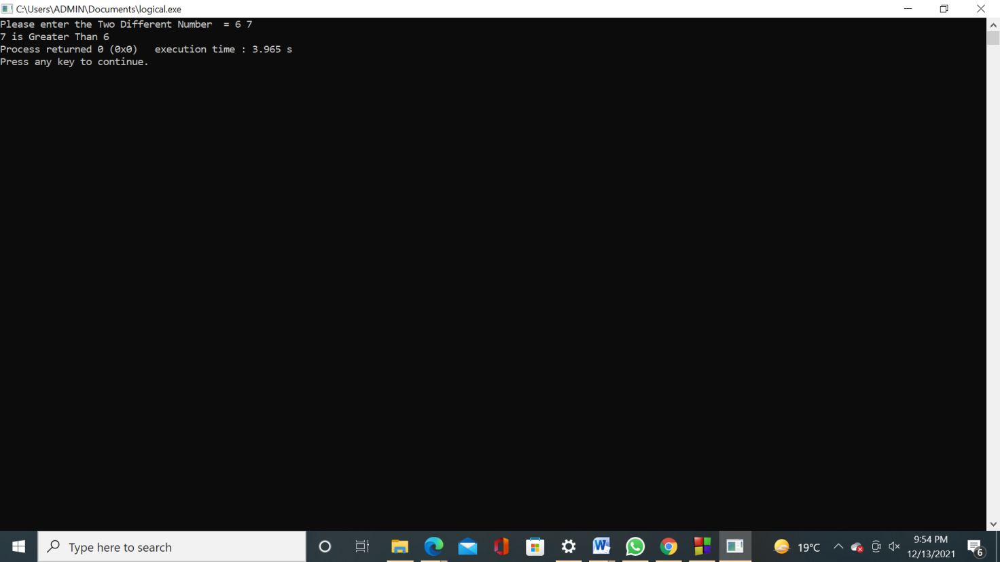 C:\Users\ADMIN\Documents\logical.exe
Please enter the Two Different Number  = 6 7
7 is Greater Than 6
Process returned 0 (0x0)   execution time : 3.965 s
Press any key to continue.
Type here to search
19°C
9:54 PM
12/13/2021
6